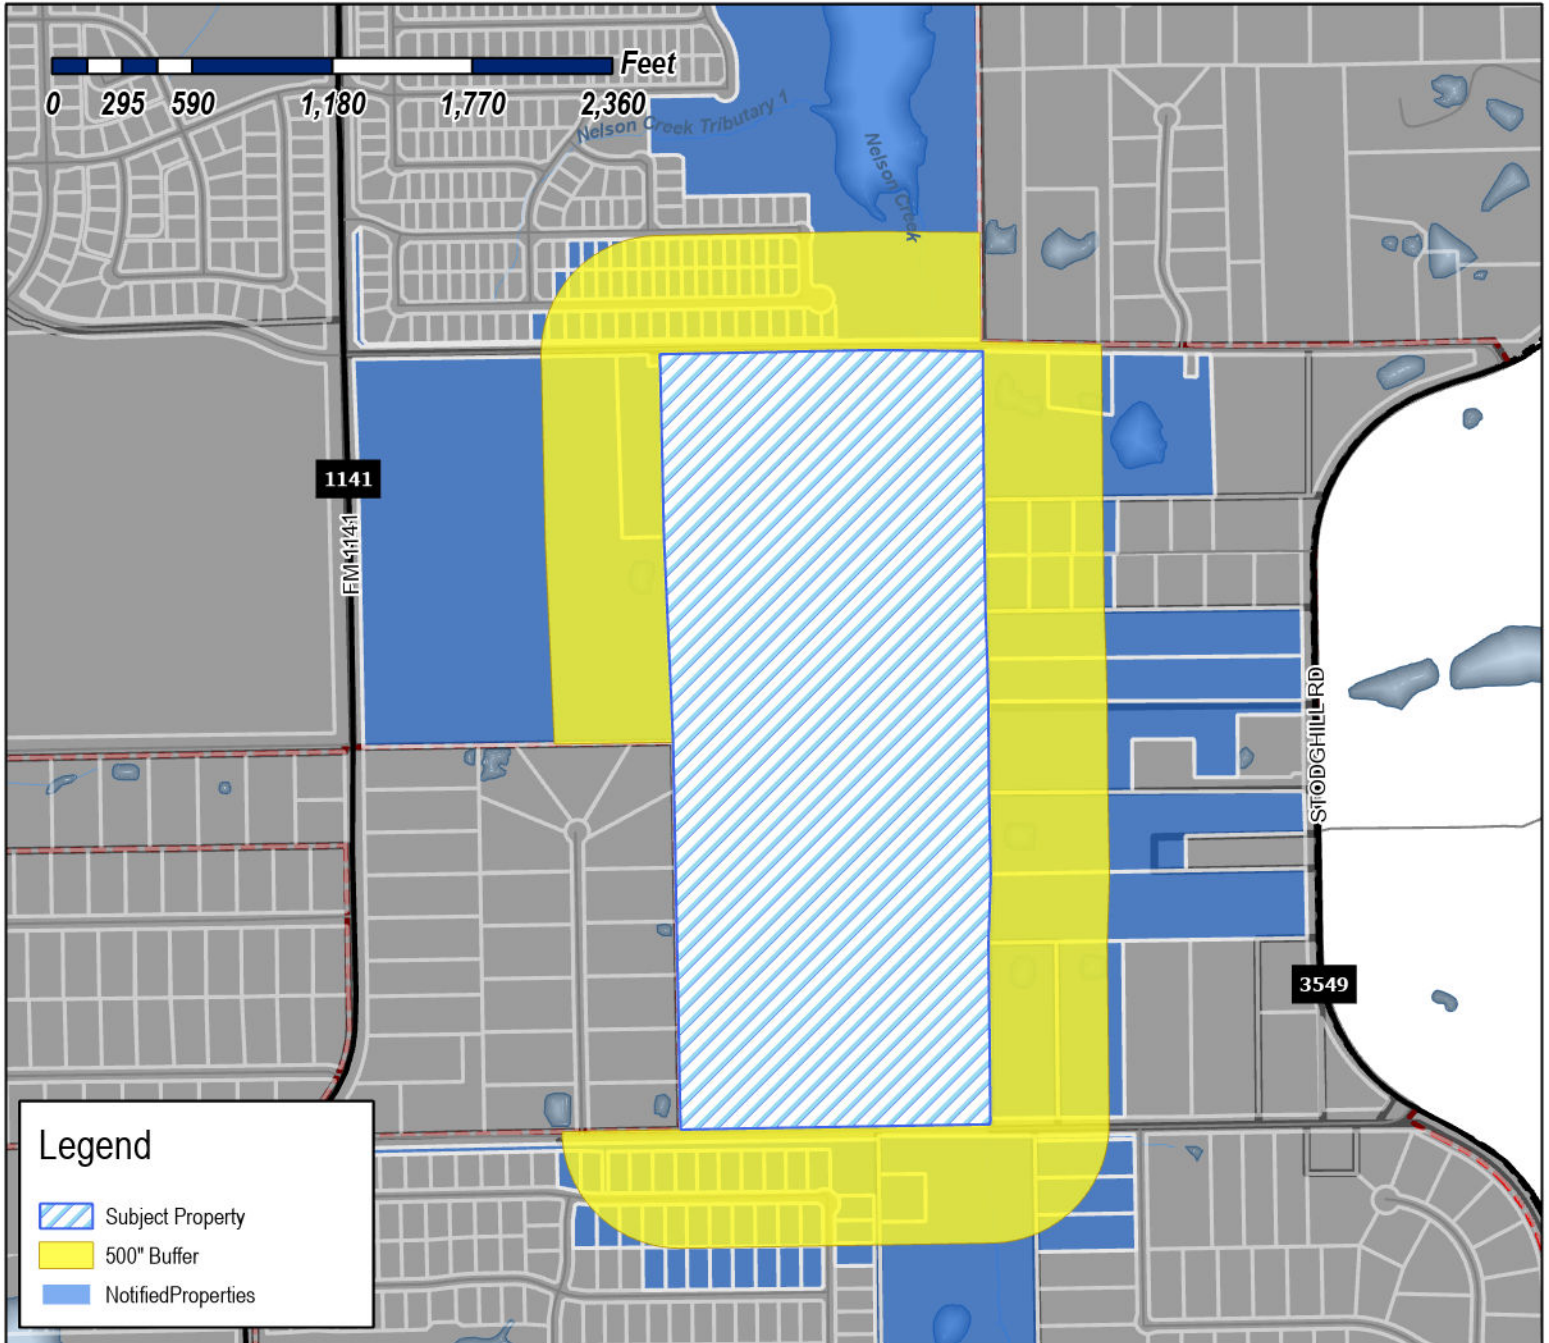 Feet
0 295 590 1,180 1,770 2,360
Nelson Creek Tributary 1
Nelson Creek
1141
FM 1141
STODGHILL RD
3549
Legend
Subject Property
500" Buffer
NotifiedProperties